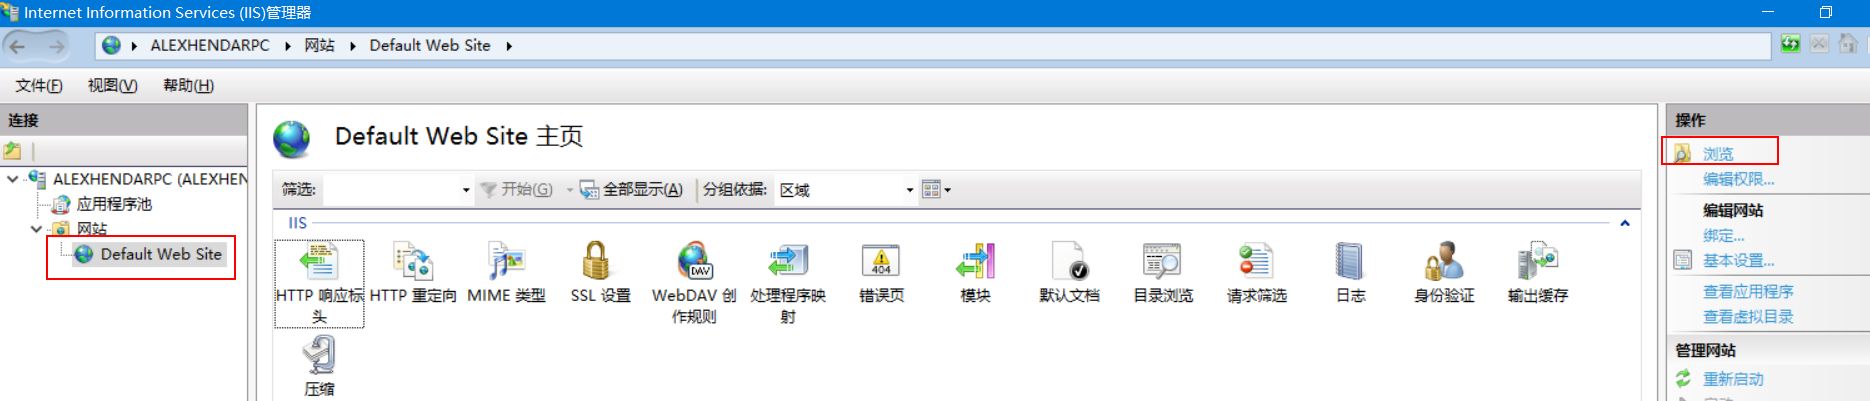 Internet Information Services (IIS)管理器
ALEXHENDARPC 网站 Default Web Site
文件(F) 视图(V) 帮助(H)
连接
ALEXHENDARPC (ALEXHEN
应用程序池
网站
Default Web Site
Default Web Site 主页
筛选: 开始(G) 全部显示(A) 分组依据: 区域
IIS
HTTP 响应标头
HTTP 重定向
MIME 类型
SSL 设置
WebDAV 创作规则
DAV
处理程序映射
错误页
404
模块
默认文档
目录浏览
请求筛选
日志
身份验证
输出缓存
压缩
操作
浏览
编辑权限...
编辑网站
绑定...
基本设置...
查看应用程序
查看虚拟目录
管理网站
重新启动